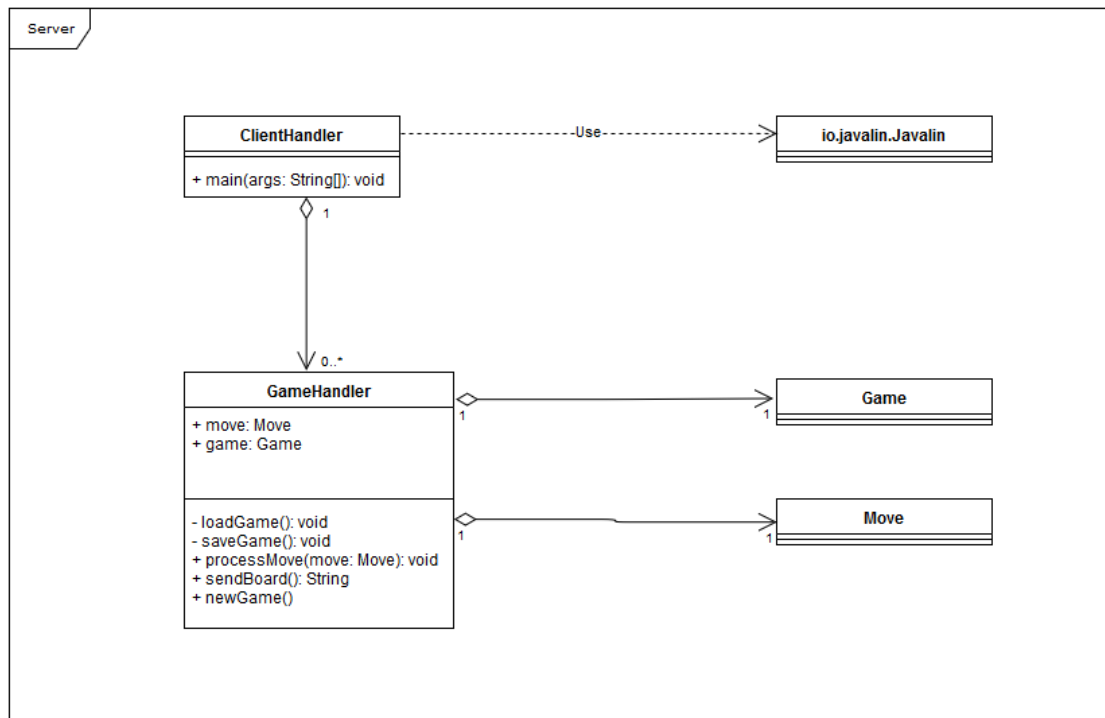 Server
ClientHandler
+ main(args: String[]): void
Use
io.javalin.Javalin
1
0..*
GameHandler
+ move: Move
+ game: Game
- loadGame(): void
- saveGame(): void
+ processMove(move: Move): void
+ sendBoard(): String
+ newGame()
1
1
Game
1
1
Move